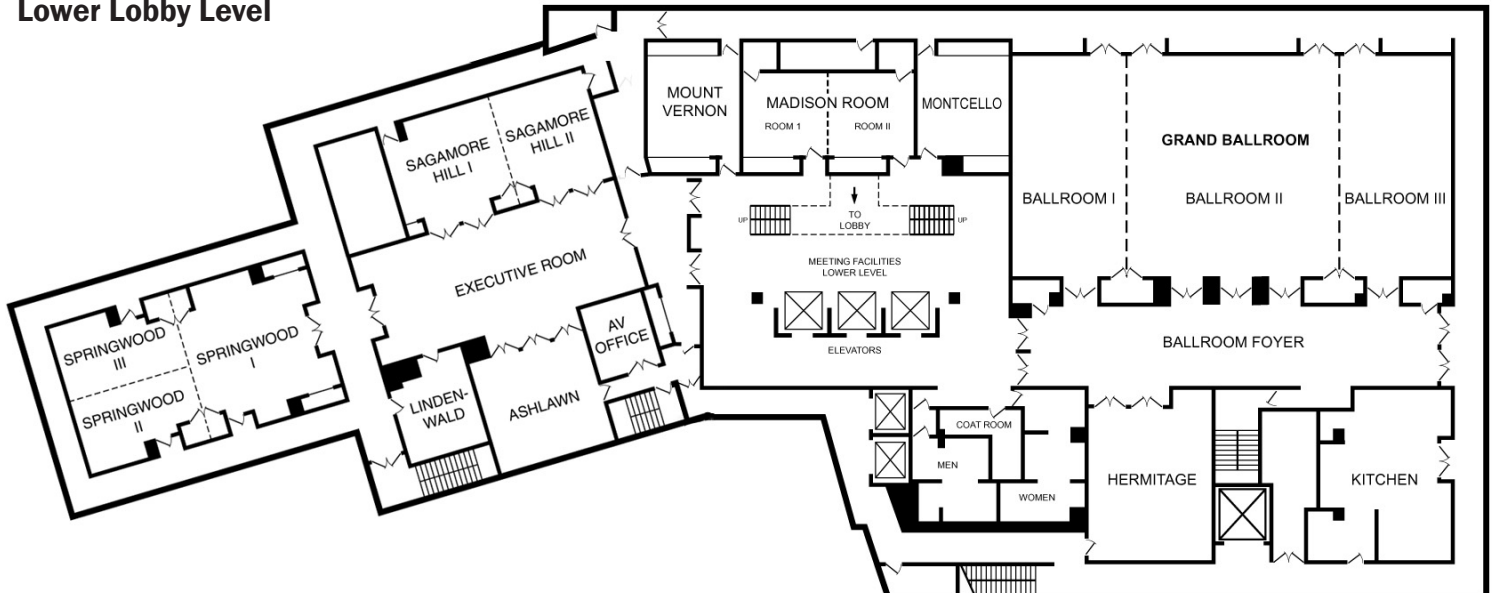 Lower Lobby Level
MOUNT
VERNON
MADISON ROOM
ROOM 1
ROOM II
MONTCELLO
GRAND BALLROOM
BALLROOM I
BALLROOM II
BALLROOM III
SAGAMORE
HILL I
SAGAMORE
HILL II
UP
TO
LOBBY
UP
MEETING FACILITIES
LOWER LEVEL
EXECUTIVE ROOM
SPRINGWOOD
III
SPRINGWOOD
I
SPRINGWOOD
II
AV
OFFICE
ELEVATORS
BALLROOM FOYER
LINDEN-
WALD
ASHLAWN
COAT ROOM
MEN
WOMEN
HERMITAGE
KITCHEN